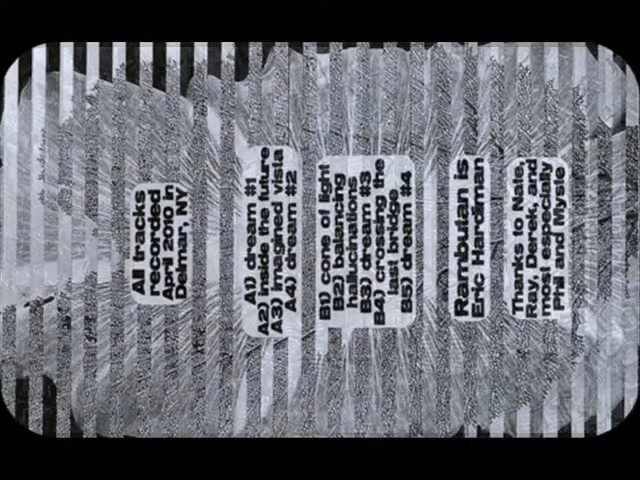 All tracks
recorded
April 2010 in
Delmar, NY
A1) dream #1
A2) inside the future
A3) imagined vista
A4) dream #2
B1) cone of light
B2) balancing
hallucinations
B3) dream #3
B4) crossing the
last bridge
B5) dream #4
Rambutan is
Eric Hardiman
Thanks to Nate,
Ray, Derek, and
most especially
Phil and Mysie